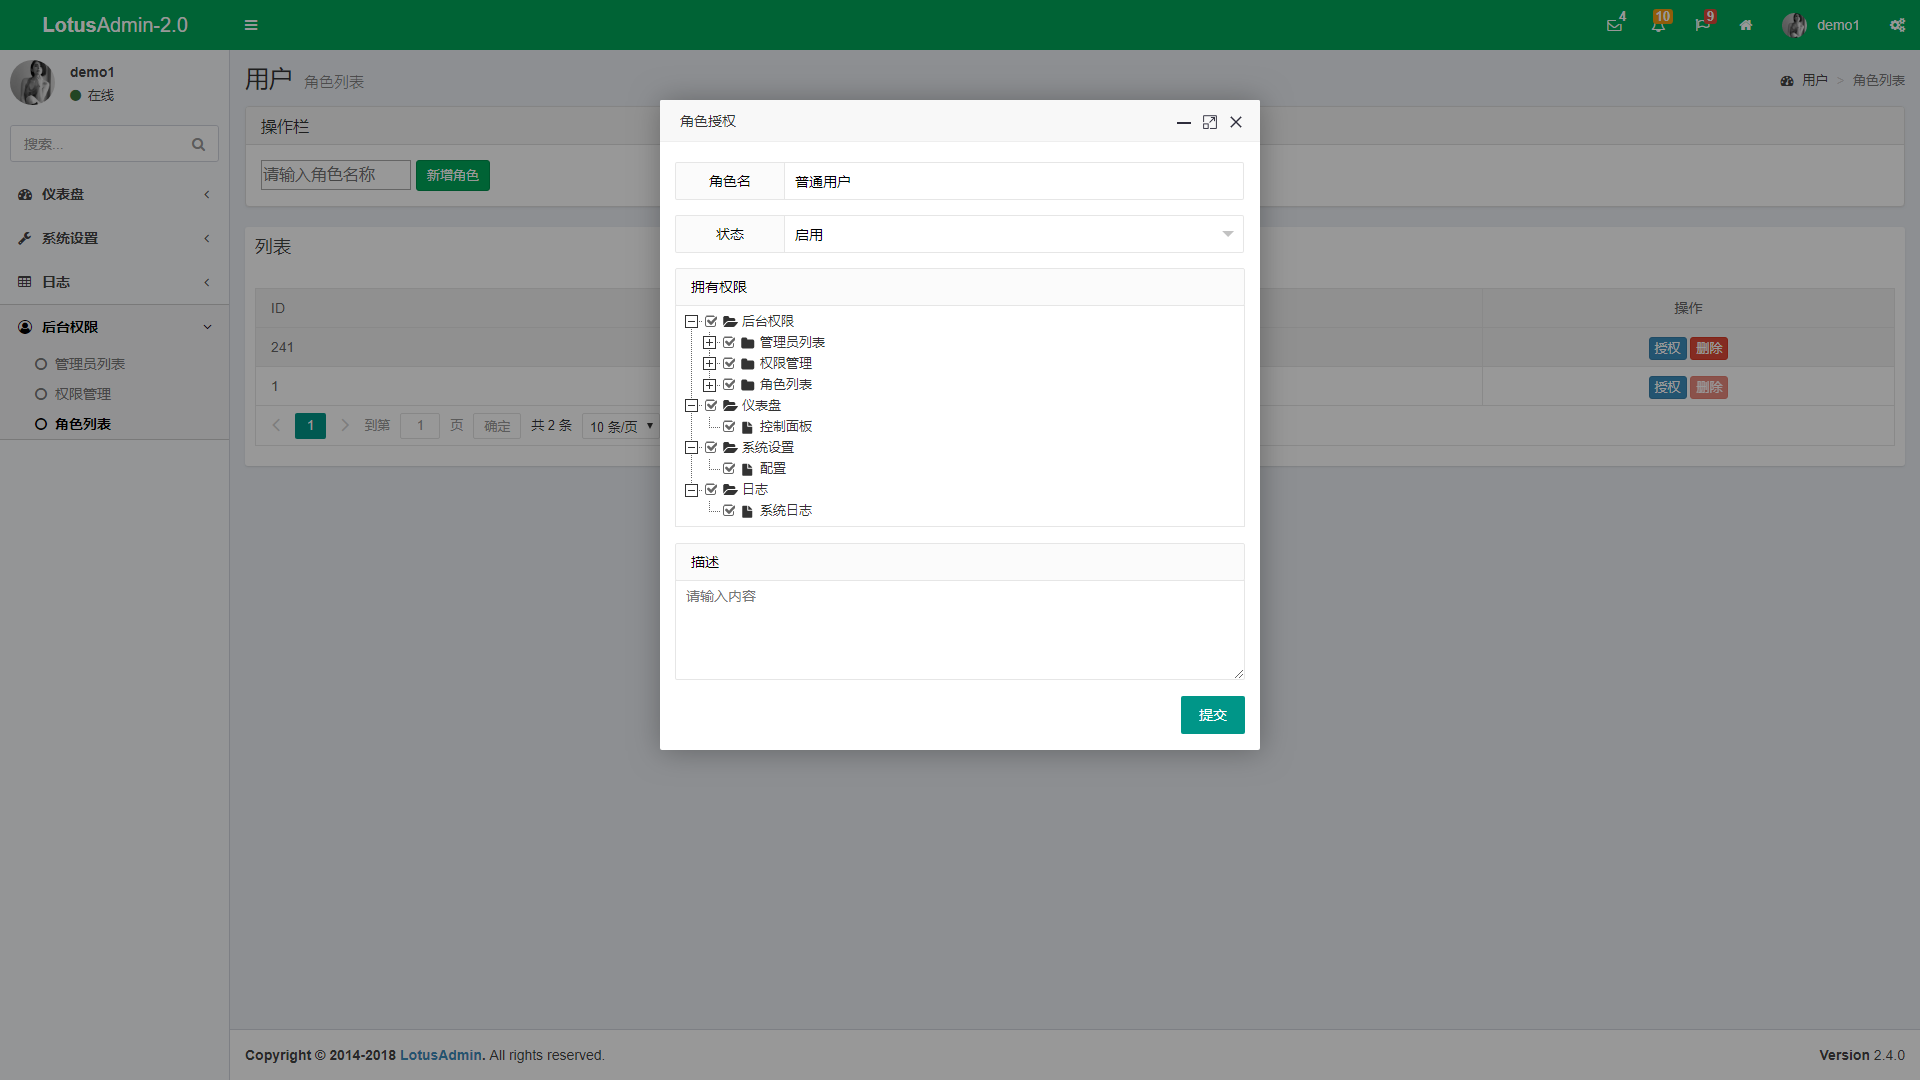 LotusAdmin-2.0
4
10
9
demo1
demo1
在线
搜索...
仪表盘
系统设置
日志
后台权限
管理员列表
权限管理
角色列表
用户 角色列表
用户 > 角色列表
操作栏
请输入角色名称 新增角色
列表
ID 操作
241 授权 删除
1 授权 删除
1 到第 1 页 确定 共 2 条 10 条/页
角色授权
角色名 普通用户
状态 启用
拥有权限
后台权限
管理员列表
权限管理
角色列表
仪表盘
控制面板
系统设置
配置
日志
系统日志
描述
请输入内容
提交
Copyright © 2014-2018 LotusAdmin. All rights reserved.
Version 2.4.0